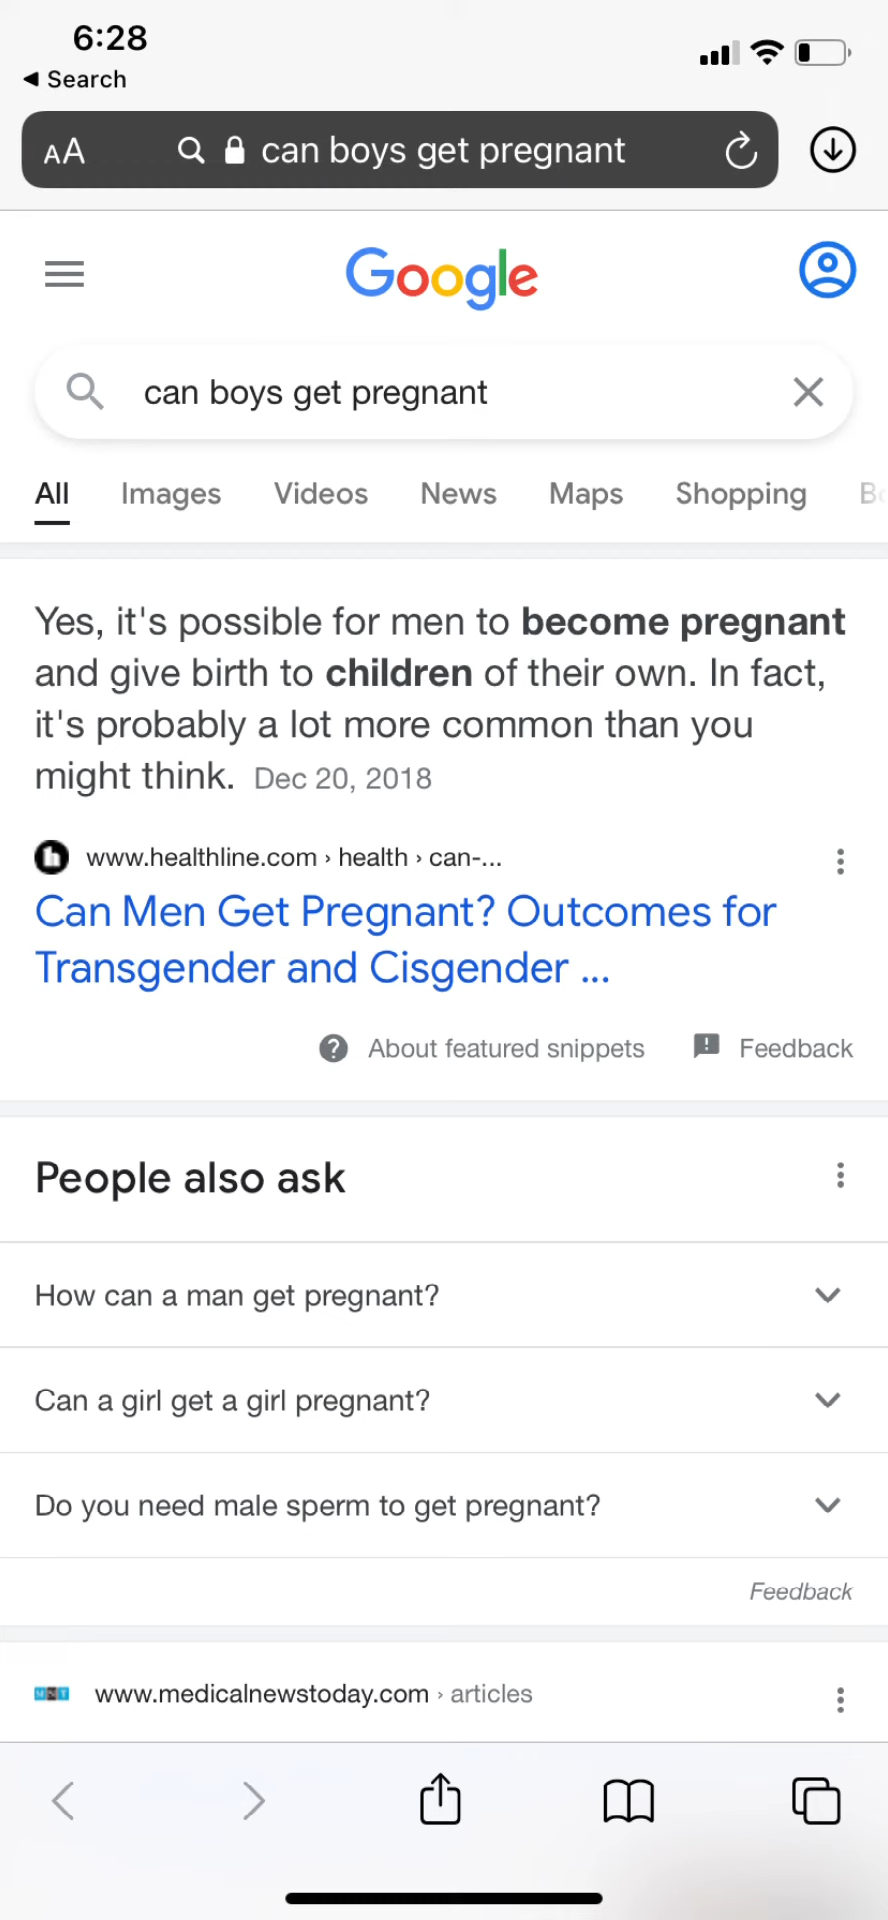 6:28
Search
AA can boys get pregnant
Google
can boys get pregnant
All Images Videos News Maps Shopping
Yes, it's possible for men to become pregnant
and give birth to children of their own. In fact,
it's probably a lot more common than you
might think. Dec 20, 2018
www.healthline.com › health › can-...
Can Men Get Pregnant? Outcomes for
Transgender and Cisgender ...
About featured snippets Feedback
People also ask
How can a man get pregnant?
Can a girl get a girl pregnant?
Do you need male sperm to get pregnant?
Feedback
MNT www.medicalnewstoday.com › articles